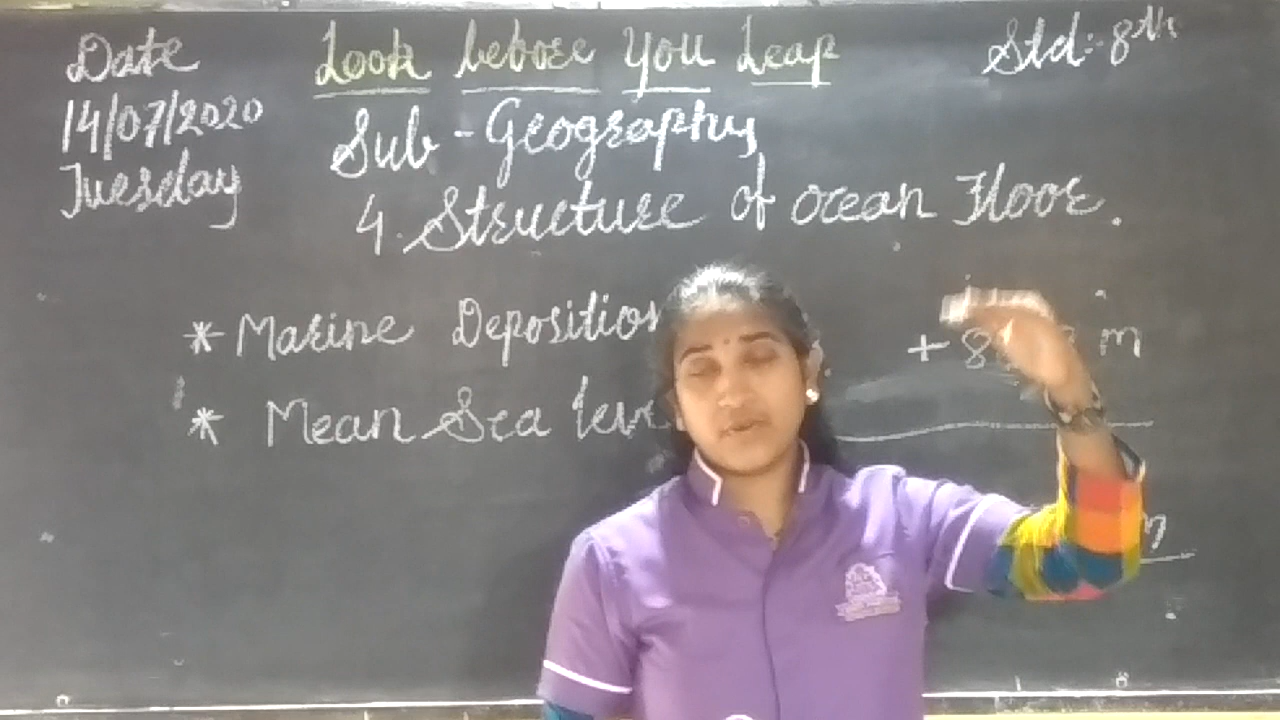 Date
Look before You Leap
Std:- 8th
14/07/2020
Tuesday
Sub - Geography
4. Structure of Ocean Floor.
* Marine Deposition
* Mean Sea
m